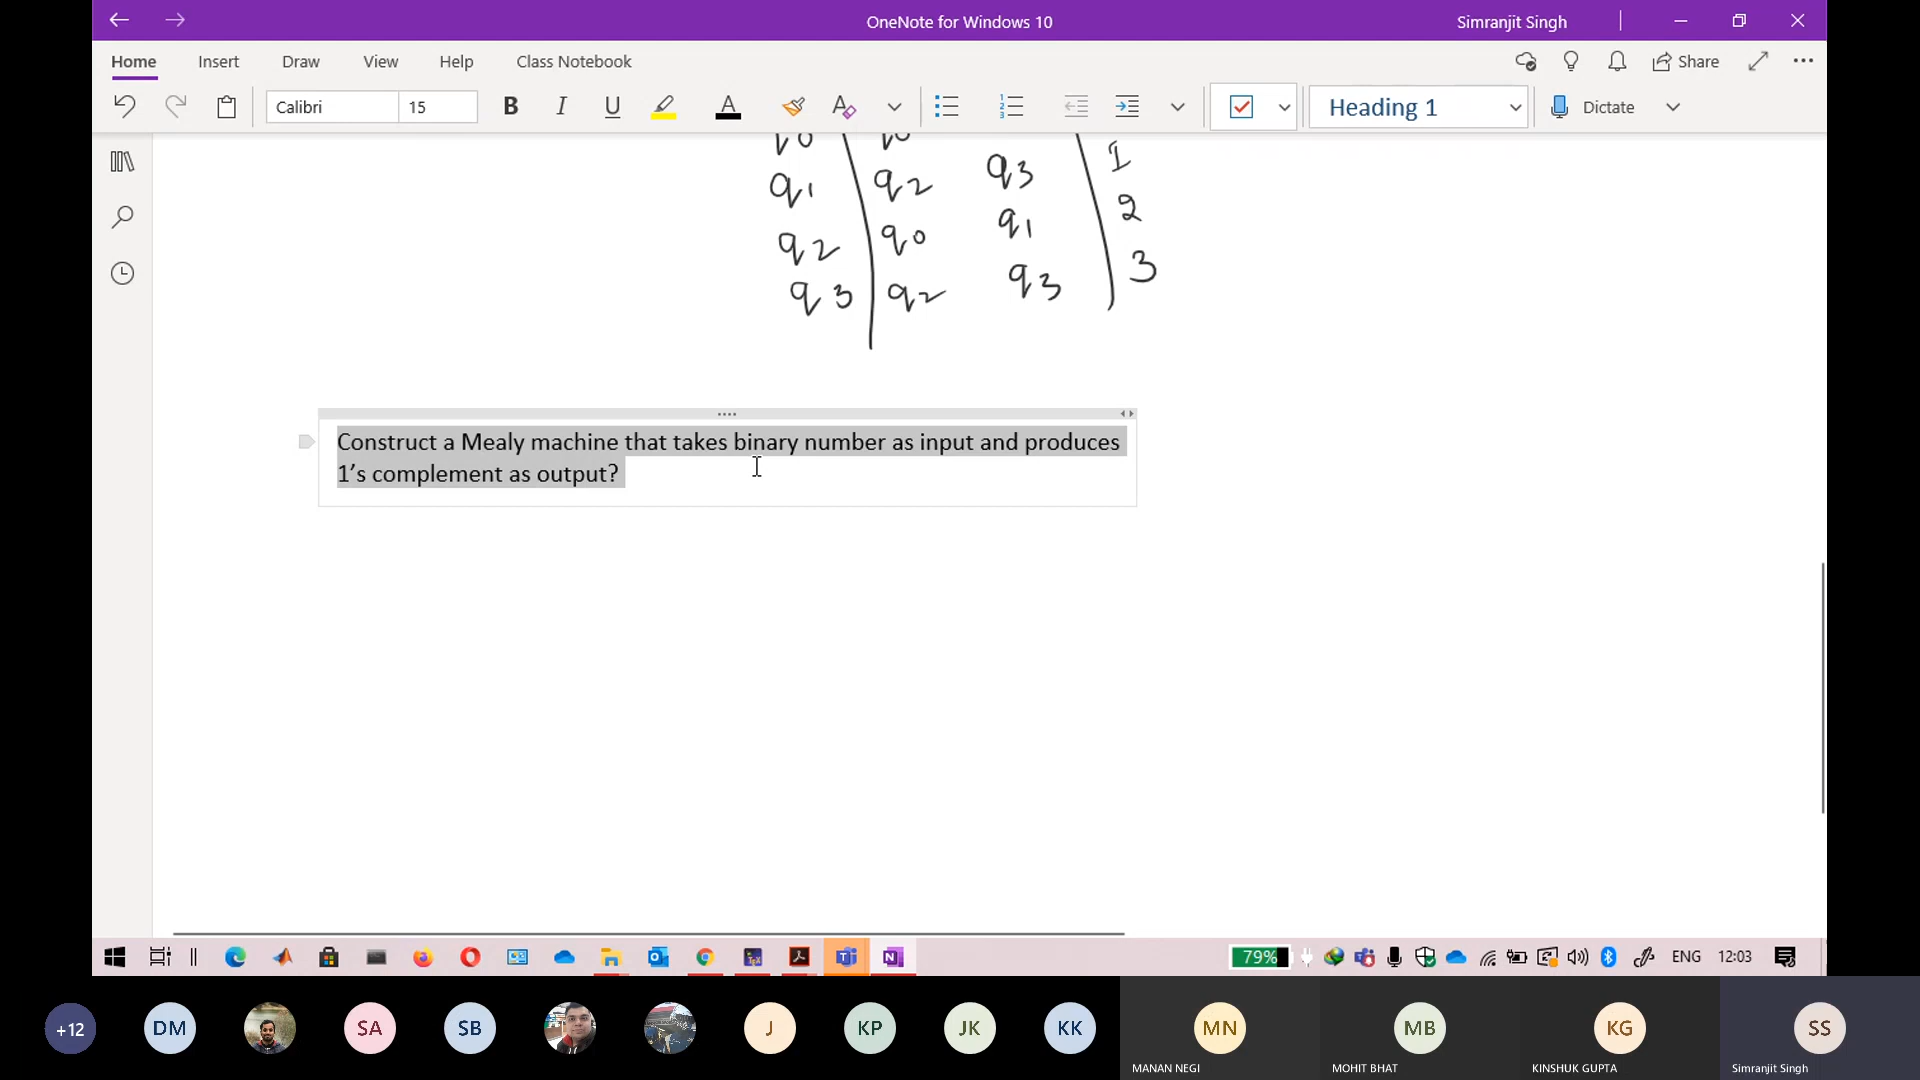 OneNote for Windows 10
Simranjit Singh
Home Insert Draw View Help Class Notebook
Share
Calibri 15 B I U A A Heading 1 Dictate
q1 q2 q3 1
q2 q0 q1 2
q3 q2 q3 3
Construct a Mealy machine that takes binary number as input and produces
1’s complement as output?
79% ENG 12:03
+12 DM SA SB J KP JK KK MN MB KG SS
MANAN NEGI MOHIT BHAT KINSHUK GUPTA Simranjit Singh